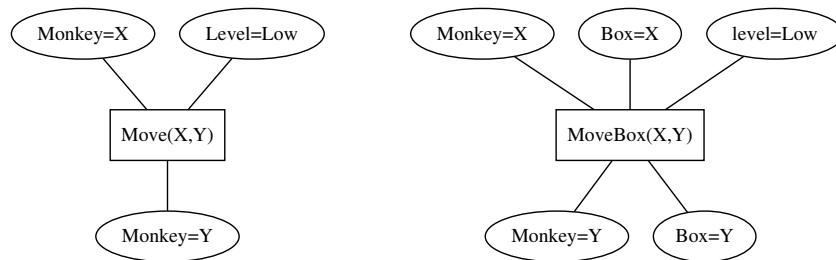 Monkey=X
Level=Low
Move(X,Y)
Monkey=Y
Monkey=X
Box=X
level=Low
MoveBox(X,Y)
Monkey=Y
Box=Y